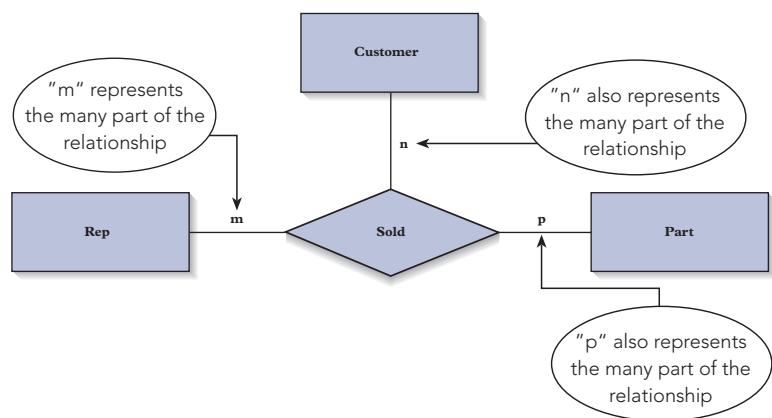 Customer
"m" represents
the many part of the
relationship
"n" also represents
the many part of the
relationship
n
m
p
Rep
Sold
Part
"p" also represents
the many part of the
relationship